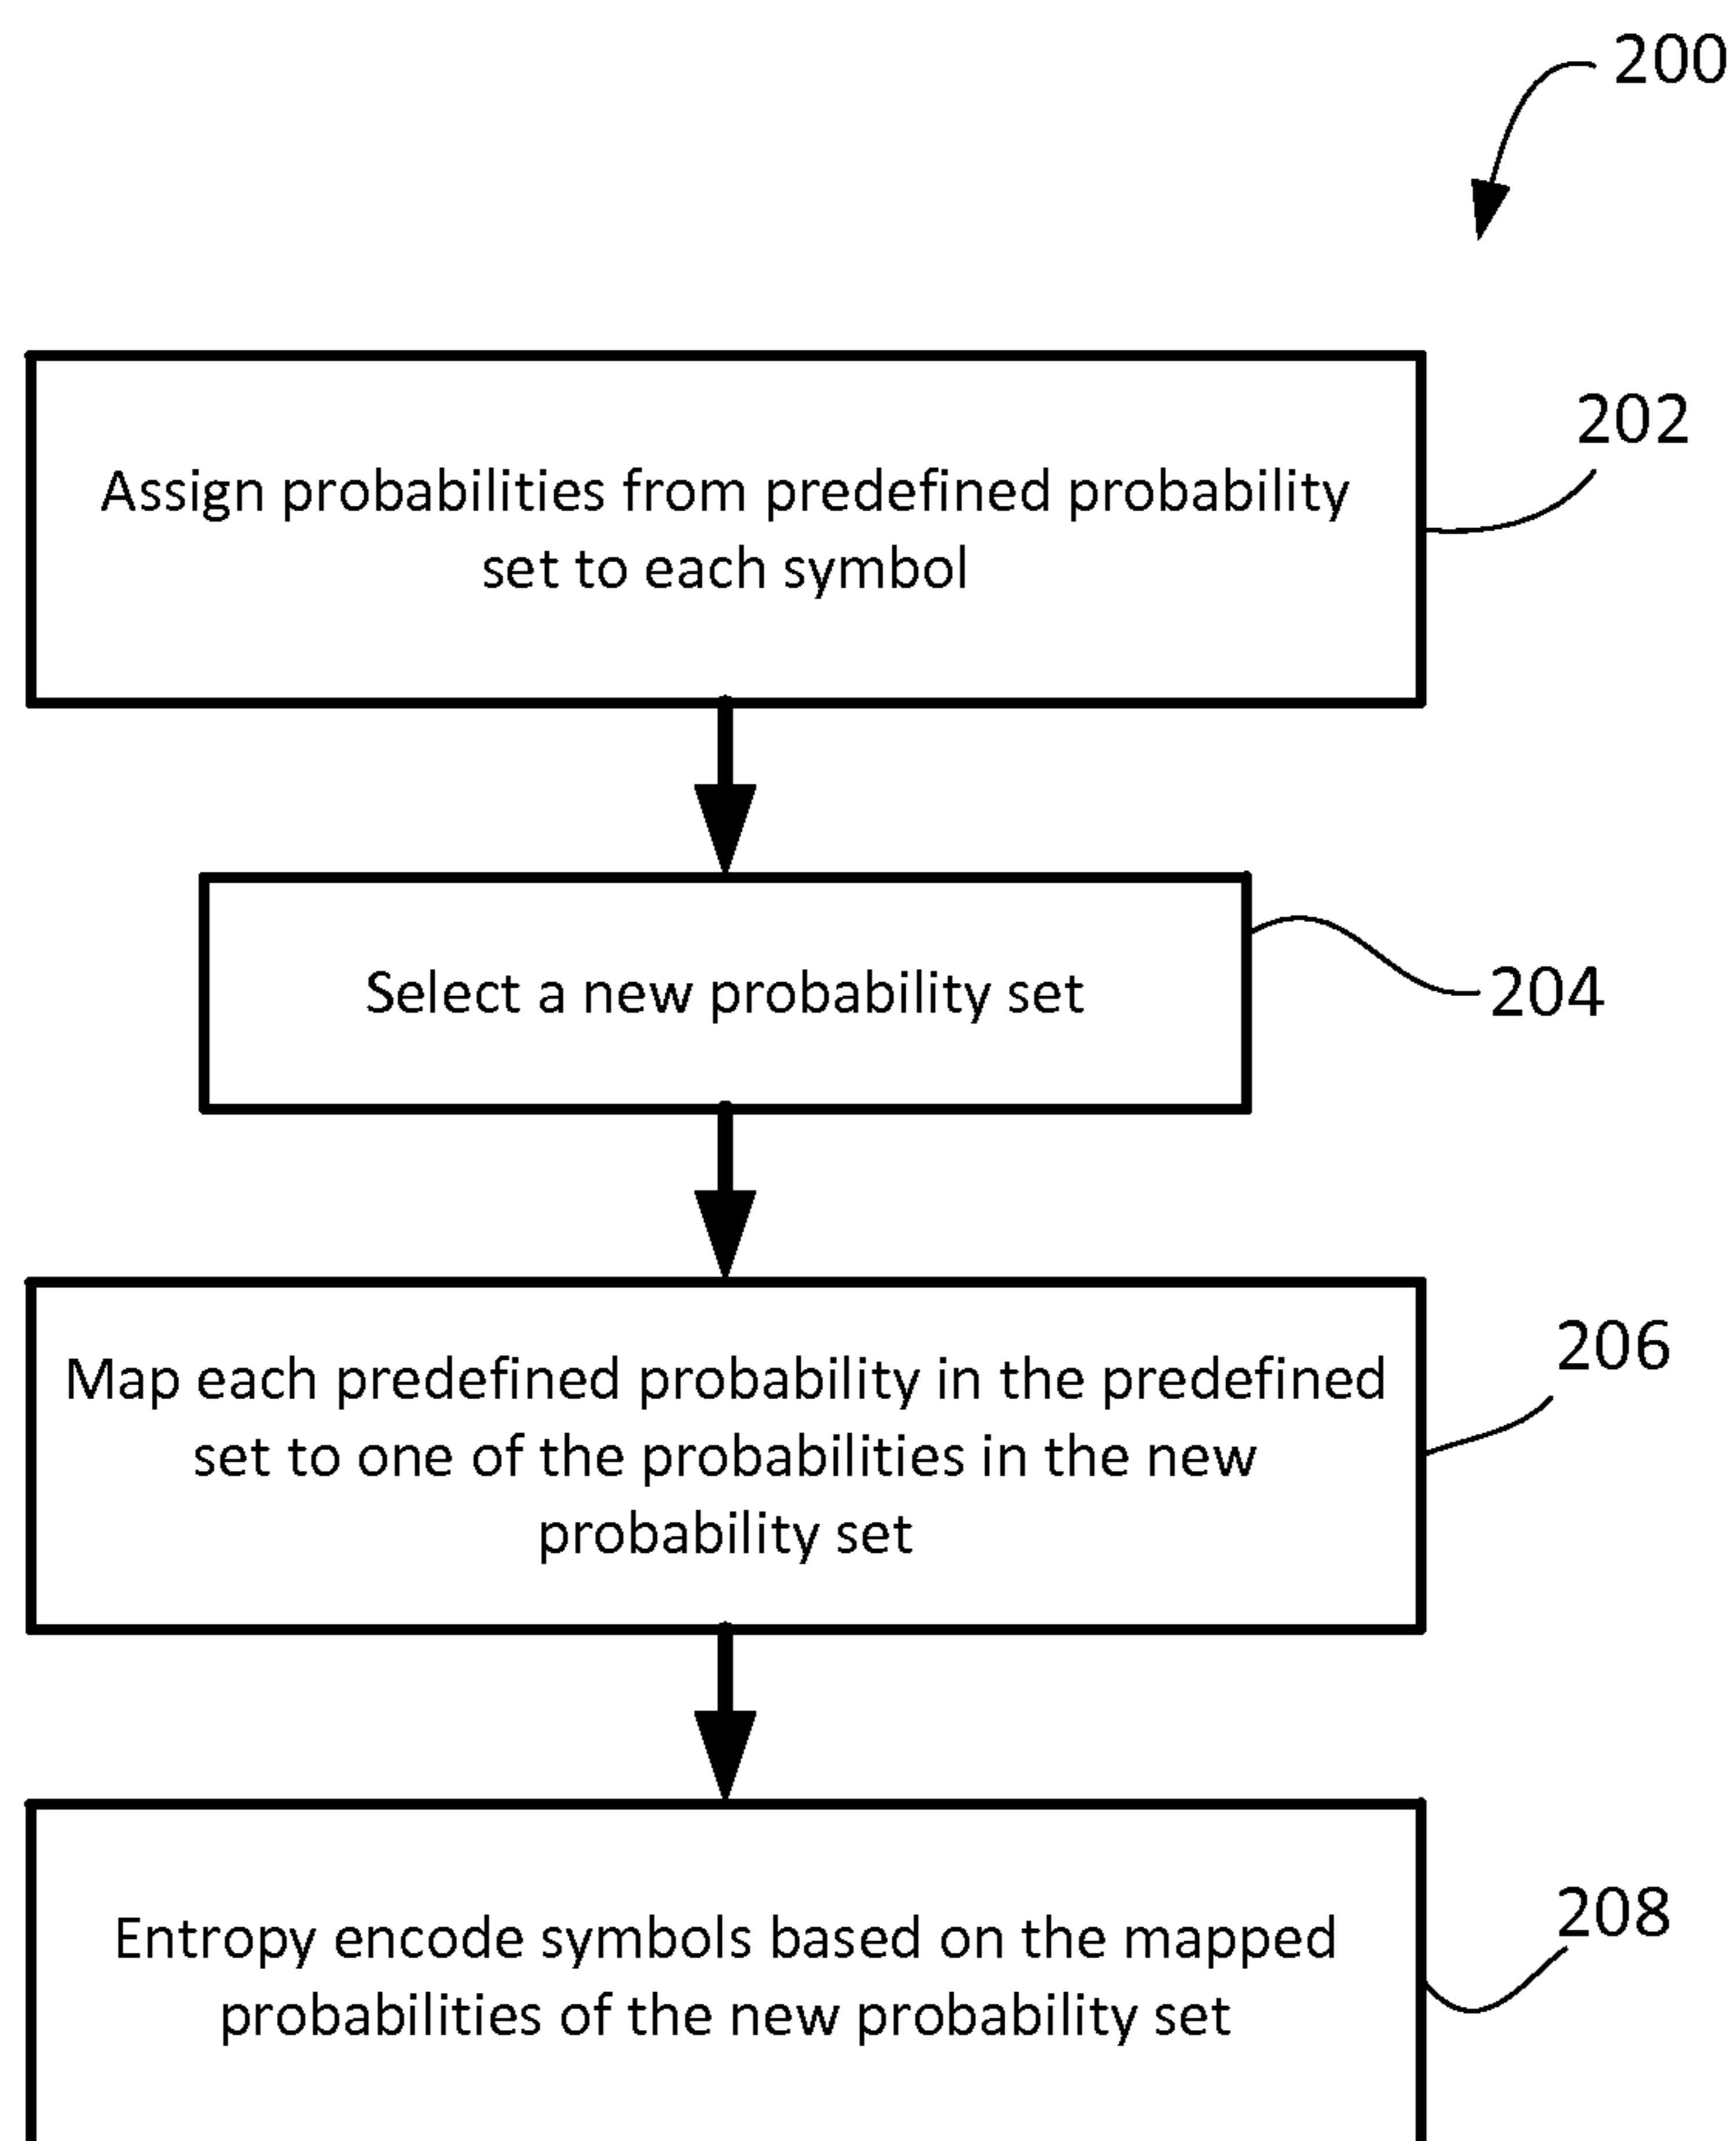 200
202
Assign probabilities from predefined probability
set to each symbol
Select a new probability set
204
206
Map each predefined probability in the predefined
set to one of the probabilities in the new
probability set
208
Entropy encode symbols based on the mapped
probabilities of the new probability set